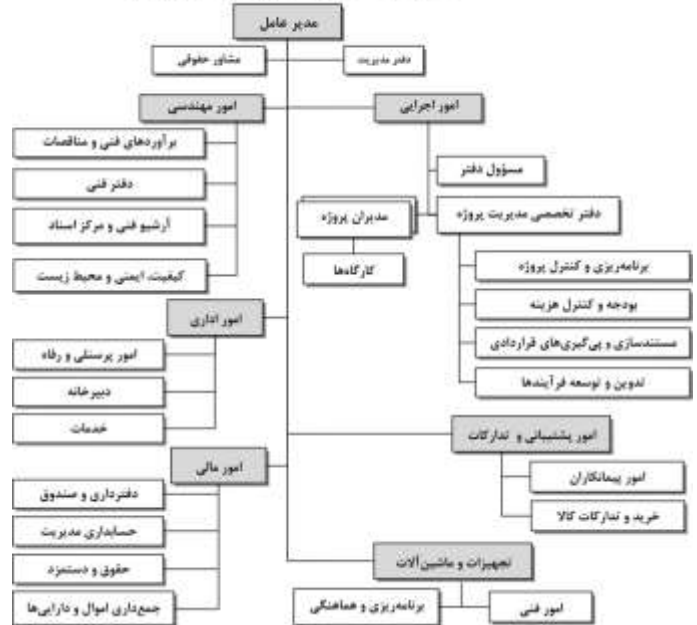 مدیر عامل
دفتر مدیریت
مشاور حقوقی
امور اجرایی
مسؤول دفتر
دفتر تخصصی مدیریت پروژه
مدیران پروژه
کارگاه‌ها
برنامه‌ریزی و کنترل پروژه
بودجه و کنترل هزینه
مستندسازی و پی‌گیری‌های قراردادی
تدوین و توسعه فرآیندها
امور مهندسی
برآوردهای فنی و مناقصات
دفتر فنی
آرشیو فنی و مرکز اسناد
کیفیت، ایمنی و محیط زیست
امور اداری
امور پرسنلی و رفاه
دبیرخانه
خدمات
امور پشتیبانی و تدارکات
امور پیمانکاران
خرید و تدارکات کالا
امور مالی
دفترداری و صندوق
حسابداری مدیریت
حقوق و دستمزد
جمع‌داری اموال و دارایی‌ها
تجهیزات و ماشین‌آلات
امور فنی
برنامه‌ریزی و هماهنگی